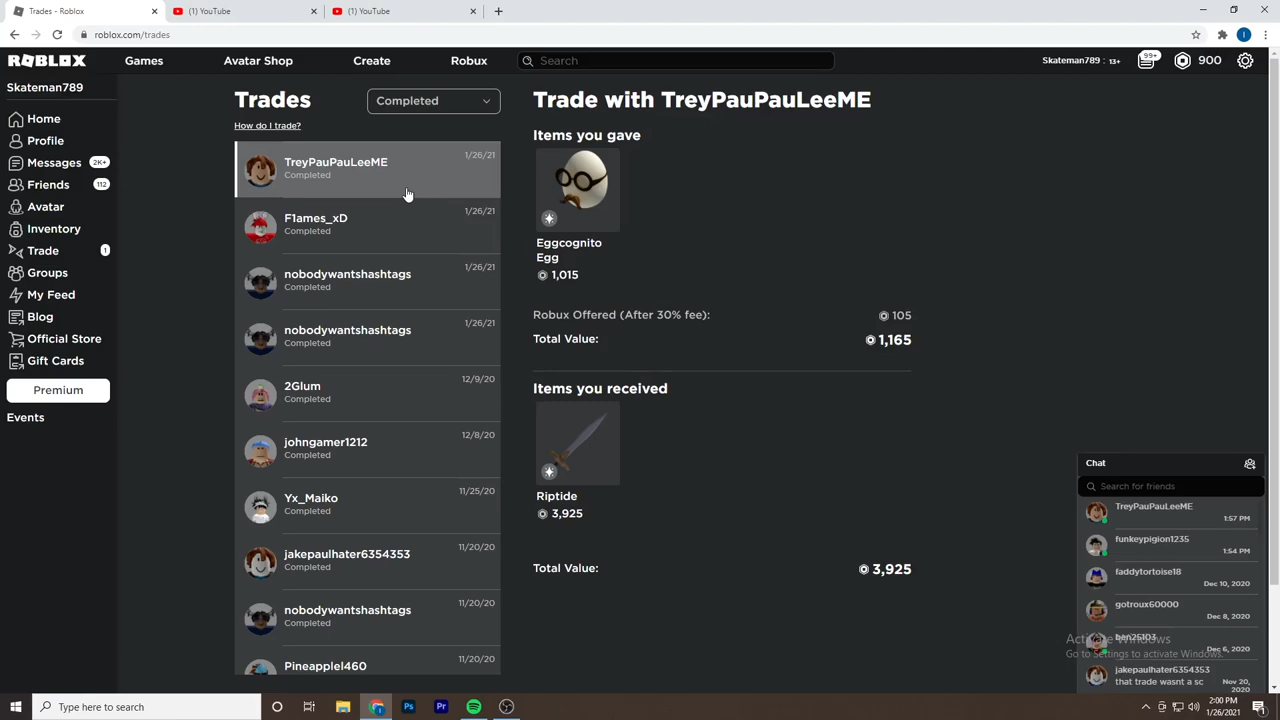 Trades - Roblox
(1) YouTube
(1) YouTube
roblox.com/trades
ROBLOX
Games
Avatar Shop
Create
Robux
Search
Skateman789 : 13+
99+
900
Skateman789
Home
Profile
Messages 2K+
Friends 112
Avatar
Inventory
Trade 1
Groups
My Feed
Blog
Official Store
Gift Cards
Premium
Events
Trades
Completed
How do I trade?
TreyPauPauLeeME 1/26/21
Completed
F1ames_xD 1/26/21
Completed
nobodywantshashtags 1/26/21
Completed
nobodywantshashtags 1/26/21
Completed
2Glum 12/9/20
Completed
johngamer1212 12/8/20
Completed
Yx_Maiko 11/25/20
Completed
jakepaulhater6354353 11/20/20
Completed
nobodywantshashtags 11/20/20
Completed
Pineapplel460 11/20/20
Trade with TreyPauPauLeeME
Items you gave
Eggcognito
Egg
1,015
Robux Offered (After 30% fee): 105
Total Value: 1,165
Items you received
Riptide
3,925
Total Value: 3,925
Chat
Search for friends
TreyPauPauLeeME
1:57 PM
funkeypigion1235
1:54 PM
faddytortoise18
Dec 10, 2020
gotroux60000
Dec 8, 2020
ben25103
Dec 6, 2020
jakepaulhater6354353
that trade wasnt a sc Nov 20,
2020
Activate Windows
Go to Settings to activate Windows.
Type here to search
Ps
Pr
2:00 PM
1/26/2021
1